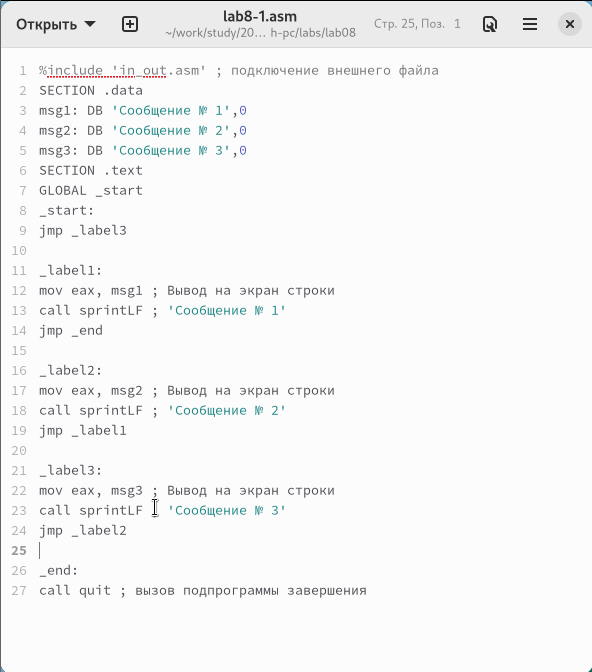 Открыть
lab8-1.asm
~/work/study/20... h-pc/labs/lab08
Стр. 25, Поз. 1
1 %include 'in_out.asm' ; подключение внешнего файла
2 SECTION .data
3 msg1: DB 'Сообщение № 1',0
4 msg2: DB 'Сообщение № 2',0
5 msg3: DB 'Сообщение № 3',0
6 SECTION .text
7 GLOBAL _start
8 _start:
9 jmp _label3
10
11 _label1:
12 mov eax, msg1 ; Вывод на экран строки
13 call sprintLF ; 'Сообщение № 1'
14 jmp _end
15
16 _label2:
17 mov eax, msg2 ; Вывод на экран строки
18 call sprintLF ; 'Сообщение № 2'
19 jmp _label1
20
21 _label3:
22 mov eax, msg3 ; Вывод на экран строки
23 call sprintLF ; 'Сообщение № 3'
24 jmp _label2
25
26 _end:
27 call quit ; вызов подпрограммы завершения